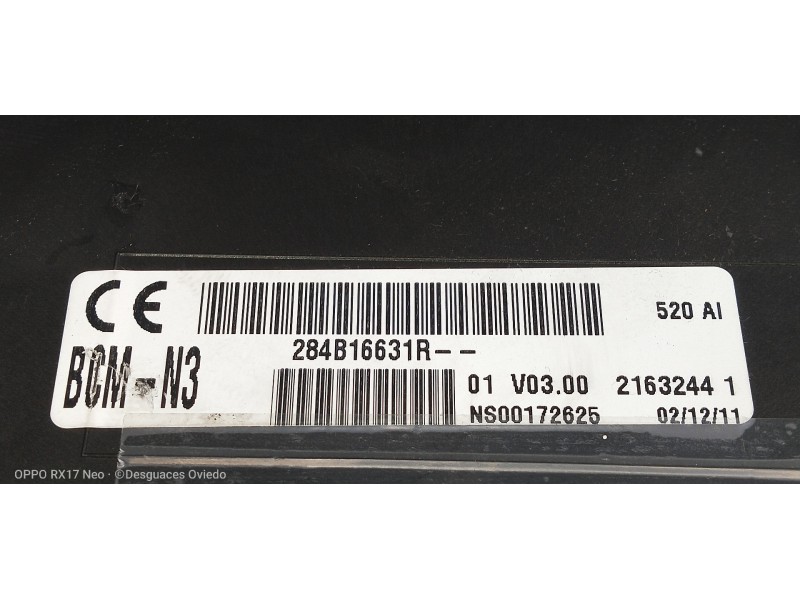 CE
520 AI
284B16631R--
BCM-N3
01 V03.00 2163244 1
NS00172625 02/12/11
OPPO RX17 Neo · ©Desguaces Oviedo